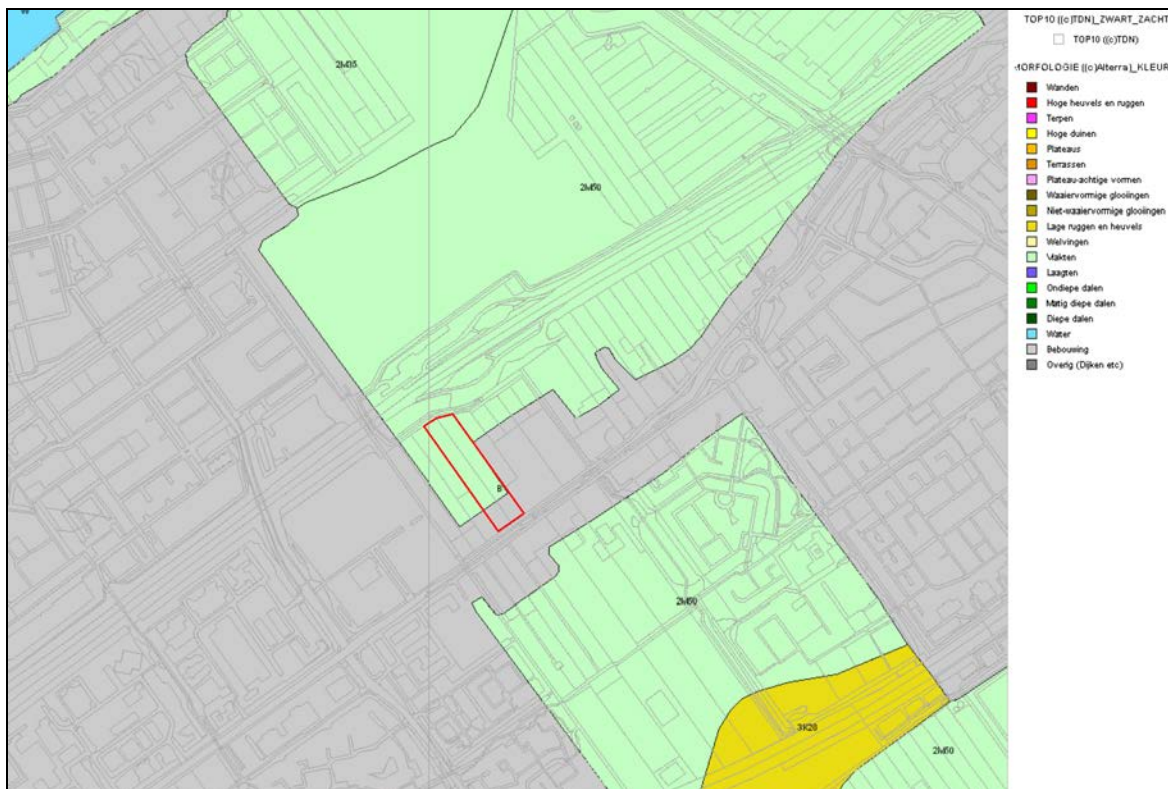 W
2M35
2M50
B
2M50
3K28
2M50
TOP10 ((c)TDN)_ZWART_ZACHT
TOP10 ((c)TDN)
MORFOLOGIE ((c)Alterra)_KLEUR
Wanden
Hoge heuvels en ruggen
Terpen
Hoge duinen
Plateaus
Terrassen
Plateau-achtige vormen
Waaiervormige glooiingen
Niet-waaiervormige glooiingen
Lage ruggen en heuvels
Welvingen
Vlakten
Laagten
Ondiepe dalen
Matig diepe dalen
Diepe dalen
Water
Bebouwing
Overig (Dijken etc)